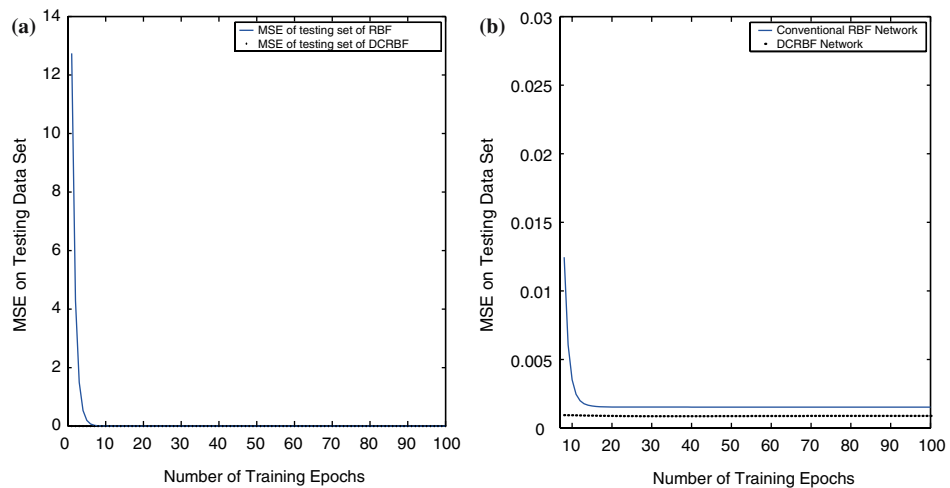 (a)
MSE of testing set of RBF
MSE of testing set of DCRBF
MSE on Testing Data Set
14
12
10
8
6
4
2
0
0 10 20 30 40 50 60 70 80 90 100
Number of Training Epochs
(b)
Conventional RBF Network
DCRBF Network
MSE on Testing Data Set
0.03
0.025
0.02
0.015
0.01
0.005
0
10 20 30 40 50 60 70 80 90 100
Number of Training Epochs